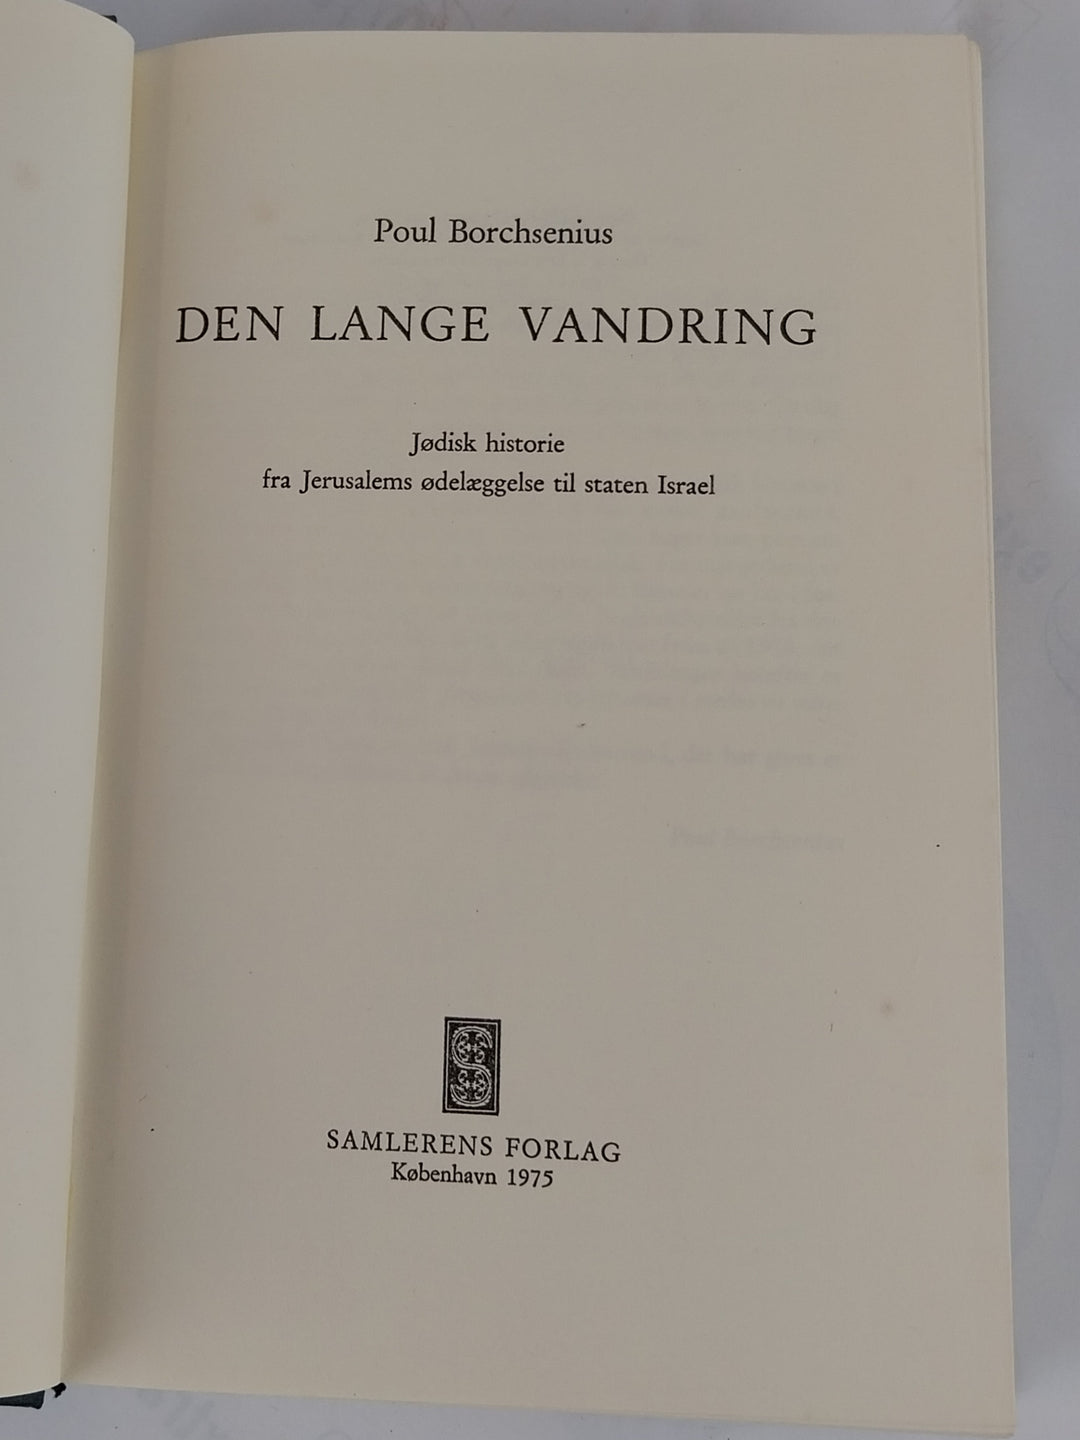 Poul Borchsenius
DEN LANGE VANDRING
Jødisk historie
fra Jerusalems ødelæggelse til staten Israel
S
SAMLERENS FORLAG
København 1975